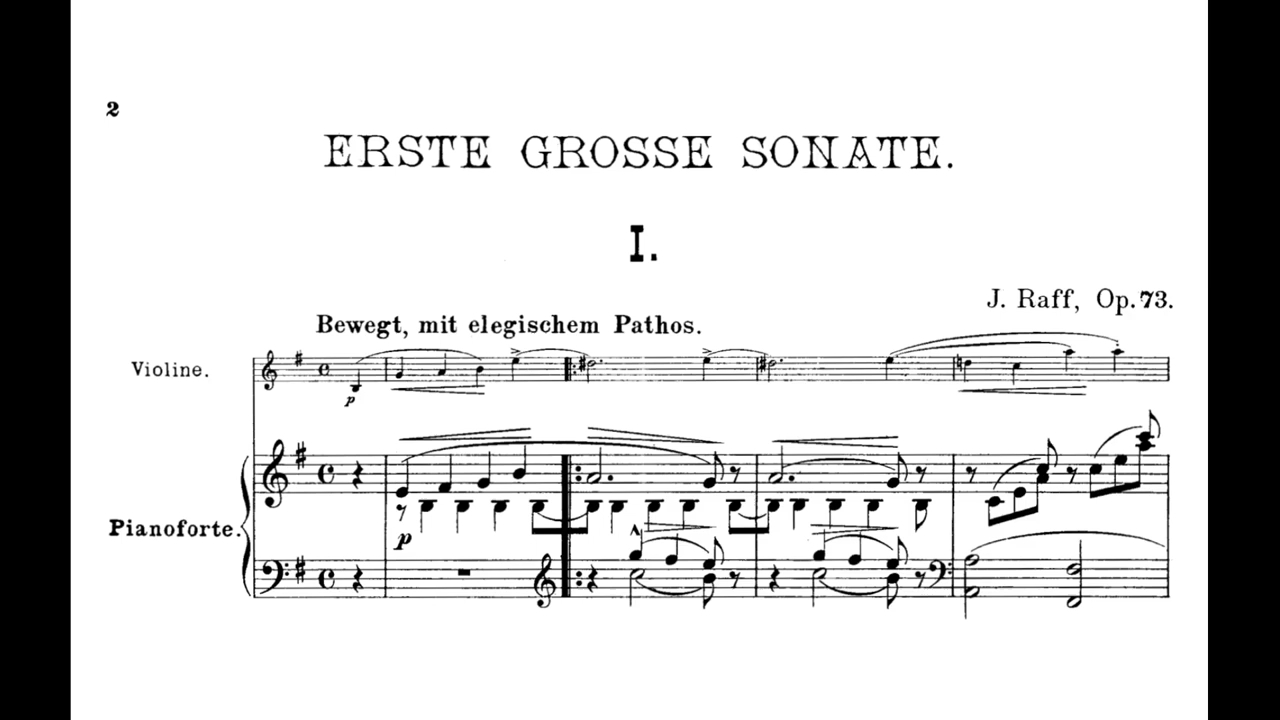 2
ERSTE GROSSE SONATE.
I.
J. Raff, Op. 73.
Bewegt, mit elegischem Pathos.
Violine.
p
Pianoforte.
p